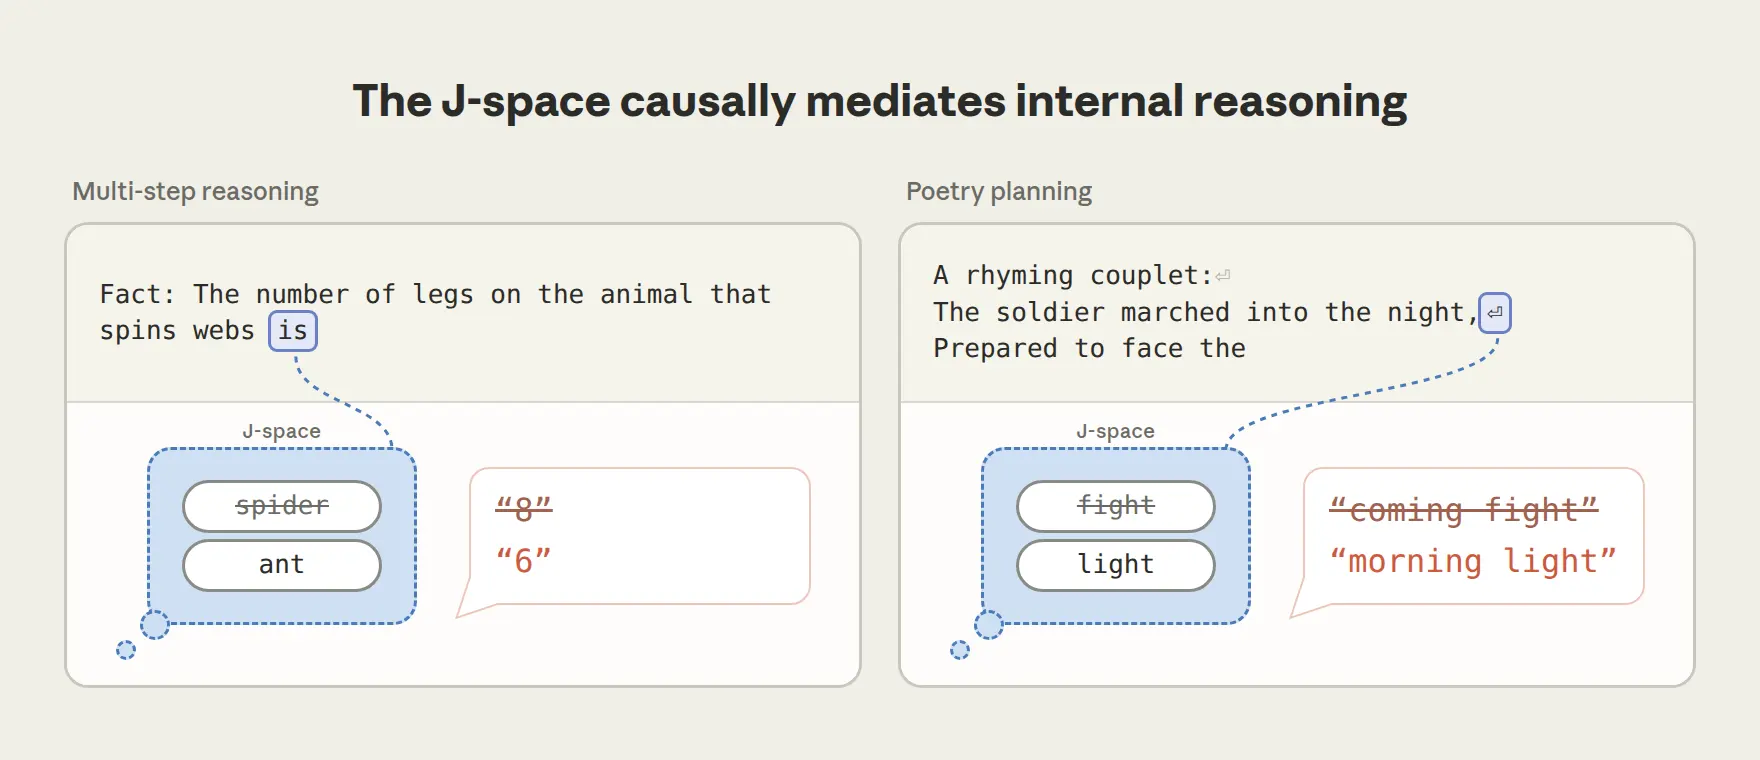 The J-space causally mediates internal reasoning
Multi-step reasoning
Fact: The number of legs on the animal that
spins webs is
J-space
spider
ant
“8”
“6”
Poetry planning
A rhyming couplet:⏎
The soldier marched into the night,⏎
Prepared to face the
J-space
fight
light
“coming fight”
“morning light”